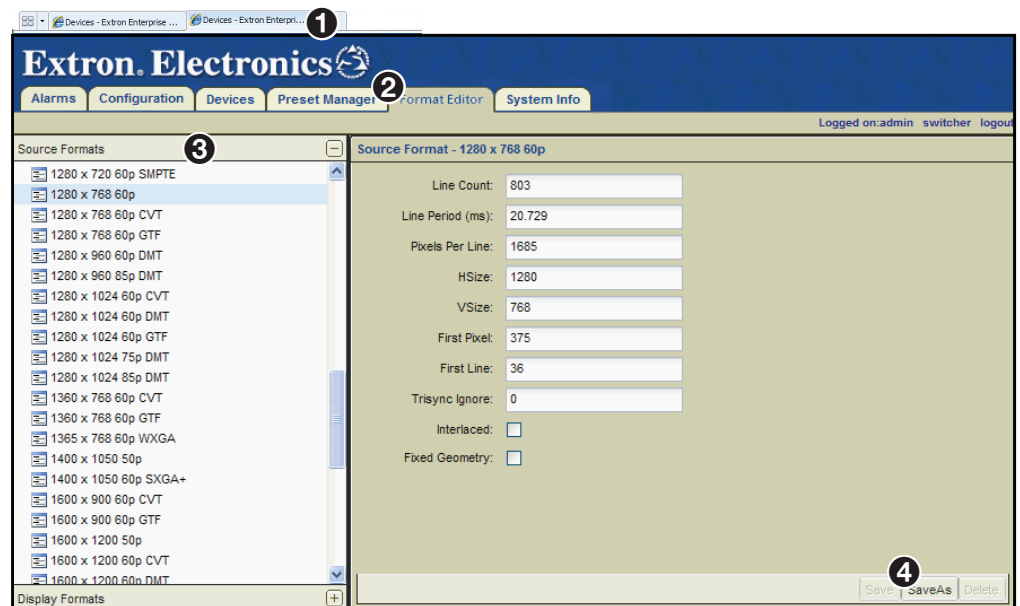 Devices - Extron Enterprise ... Devices - Extron Enterpri... 1
Extron. Electronics
2
Alarms Configuration Devices Preset Manager Format Editor System Info
Logged on:admin switcher logout
Source Formats 3
Source Format - 1280 x 768 60p
1280 x 720 60p SMPTE
1280 x 768 60p
1280 x 768 60p CVT
1280 x 768 60p GTF
1280 x 960 60p DMT
1280 x 960 85p DMT
1280 x 1024 60p CVT
1280 x 1024 60p DMT
1280 x 1024 60p GTF
1280 x 1024 75p DMT
1280 x 1024 85p DMT
1360 x 768 60p CVT
1360 x 768 60p GTF
1365 x 768 60p WXGA
1400 x 1050 50p
1400 x 1050 60p SXGA+
1600 x 900 60p CVT
1600 x 900 60p GTF
1600 x 1200 50p
1600 x 1200 60p CVT
1600 x 1200 60p DMT
Display Formats
Line Count: 803
Line Period (ms): 20.729
Pixels Per Line: 1685
HSize: 1280
VSize: 768
First Pixel: 375
First Line: 36
Trisync Ignore: 0
Interlaced:
Fixed Geometry:
4
Save SaveAs Delete